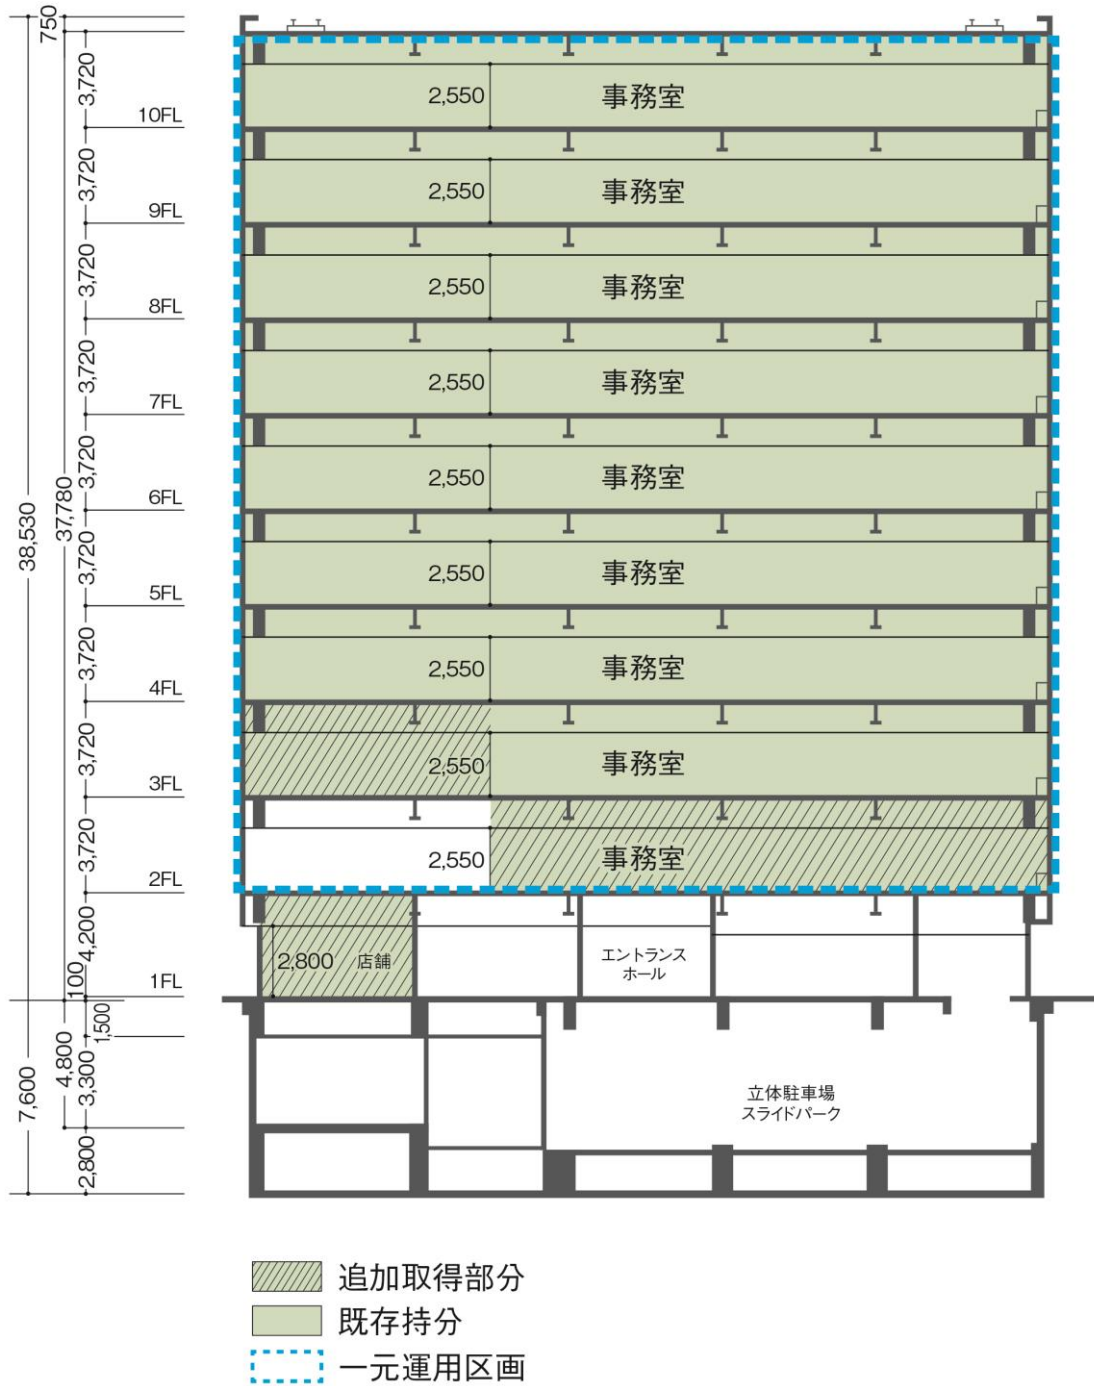 750
3,720
10FL
2,550 事務室
3,720
9FL
2,550 事務室
3,720
8FL
2,550 事務室
3,720
7FL
2,550 事務室
3,720
6FL
2,550 事務室
38,530
37,780
3,720
5FL
2,550 事務室
3,720
4FL
2,550 事務室
3,720
3FL
2,550 事務室
3,720
2FL
2,550 事務室
4,200
1FL
2,800 店舗
エントランス
ホール
100
1,500
4,800
3,300
7,600
2,800
立体駐車場
スライドパーク
追加取得部分
既存持分
一元運用区画